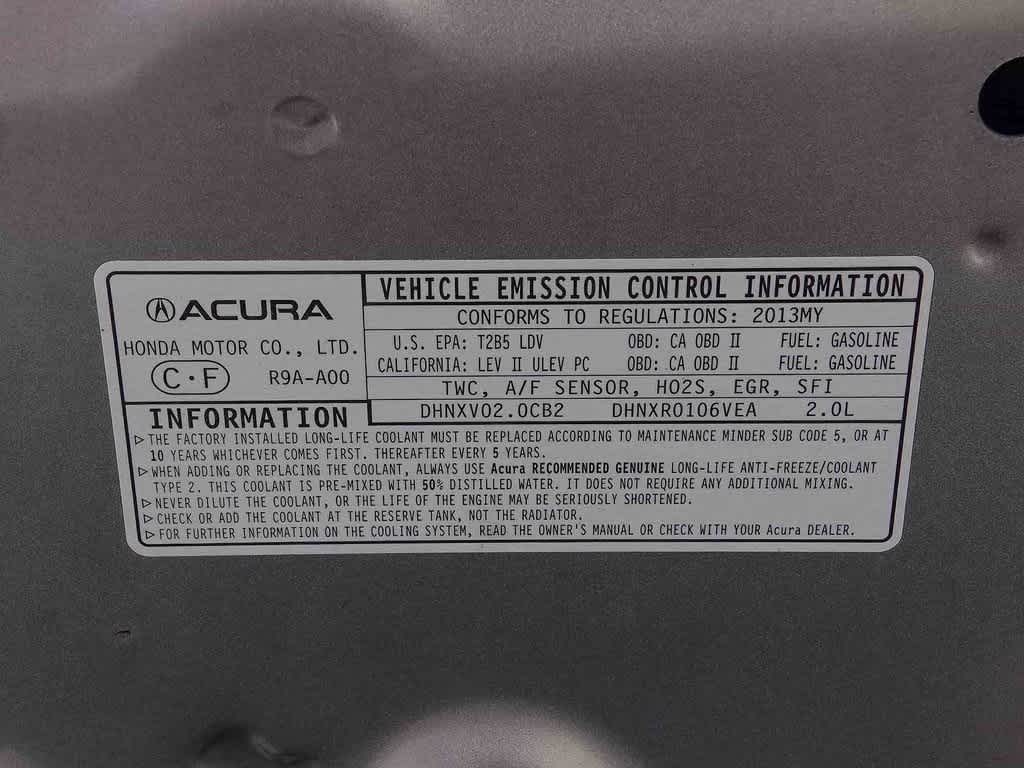 ACURA
HONDA MOTOR CO., LTD.
C·F R9A-A00
VEHICLE EMISSION CONTROL INFORMATION
CONFORMS TO REGULATIONS: 2013MY
U.S. EPA: T2B5 LDV OBD: CA OBD II FUEL: GASOLINE
CALIFORNIA: LEV II ULEV PC OBD: CA OBD II FUEL: GASOLINE
TWC, A/F SENSOR, HO2S, EGR, SFI
DHNXV02.0CB2 DHNXR0106VEA 2.0L
INFORMATION
▷THE FACTORY INSTALLED LONG-LIFE COOLANT MUST BE REPLACED ACCORDING TO MAINTENANCE MINDER SUB CODE 5, OR AT
10 YEARS WHICHEVER COMES FIRST. THEREAFTER EVERY 5 YEARS.
▷WHEN ADDING OR REPLACING THE COOLANT, ALWAYS USE Acura RECOMMENDED GENUINE LONG-LIFE ANTI-FREEZE/COOLANT
TYPE 2. THIS COOLANT IS PRE-MIXED WITH 50% DISTILLED WATER. IT DOES NOT REQUIRE ANY ADDITIONAL MIXING.
▷NEVER DILUTE THE COOLANT, OR THE LIFE OF THE ENGINE MAY BE SERIOUSLY SHORTENED.
▷CHECK OR ADD THE COOLANT AT THE RESERVE TANK, NOT THE RADIATOR.
▷FOR FURTHER INFORMATION ON THE COOLING SYSTEM, READ THE OWNER'S MANUAL OR CHECK WITH YOUR Acura DEALER.